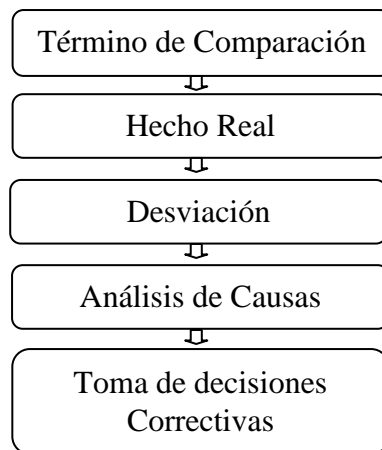 Término de Comparación
Hecho Real
Desviación
Análisis de Causas
Toma de decisiones
Correctivas